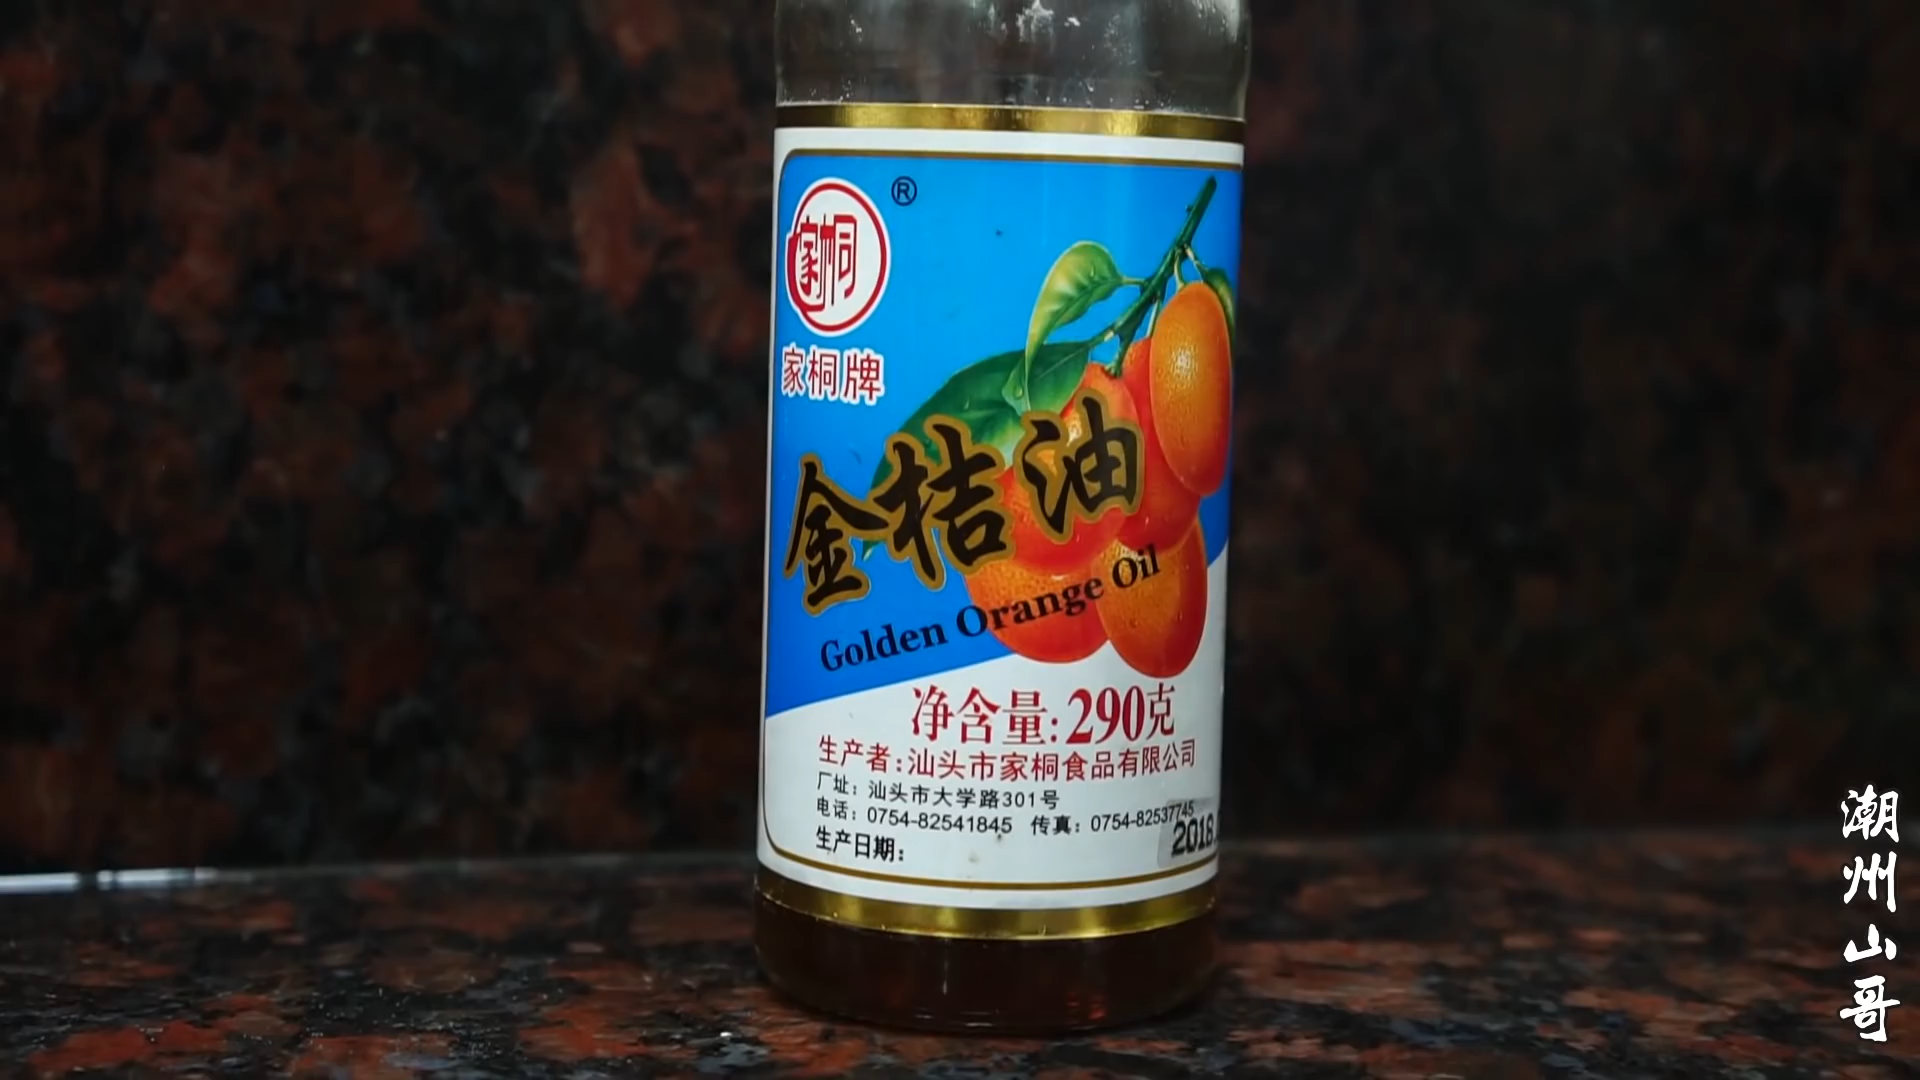 家桐
®
家桐牌
金桔油
Golden Orange Oil
净含量:290克
生产者:汕头市家桐食品有限公司
厂址:汕头市大学路301号
电话:0754-82541845 传真:0754-82537745
生产日期:
2018
潮州山哥